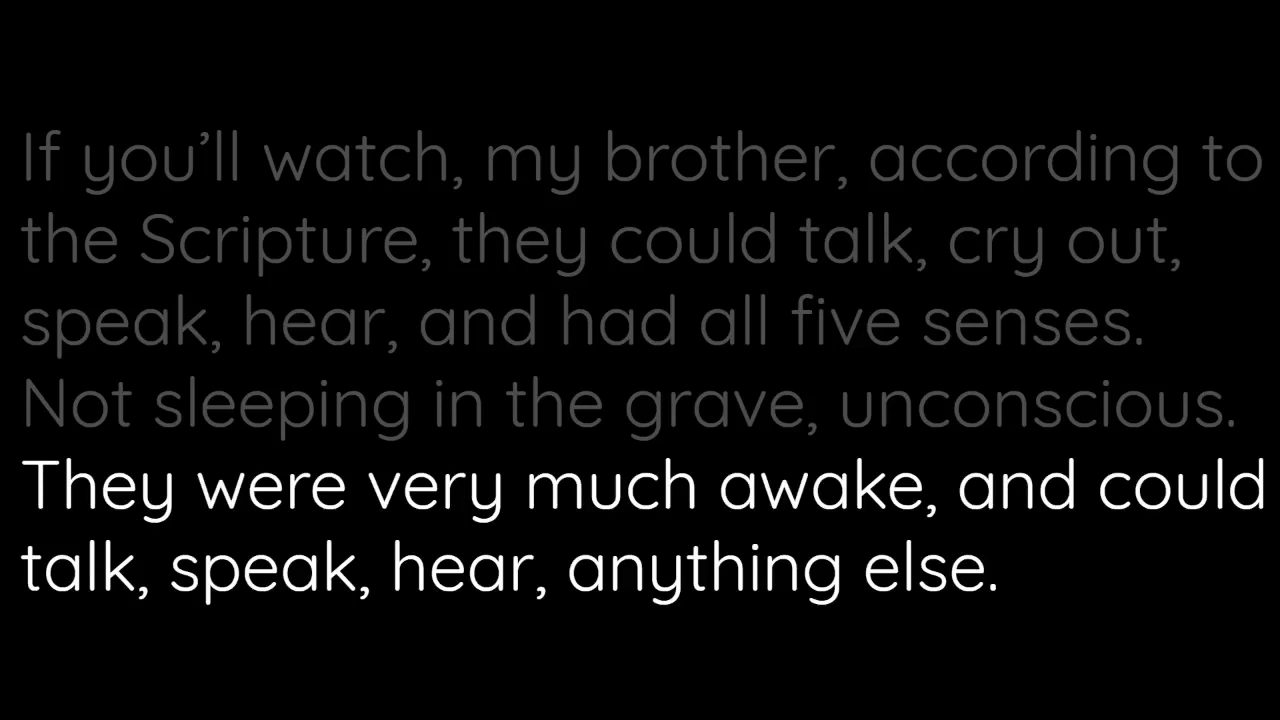 If you’ll watch, my brother, according to
the Scripture, they could talk, cry out,
speak, hear, and had all five senses.
Not sleeping in the grave, unconscious.
They were very much awake, and could
talk, speak, hear, anything else.